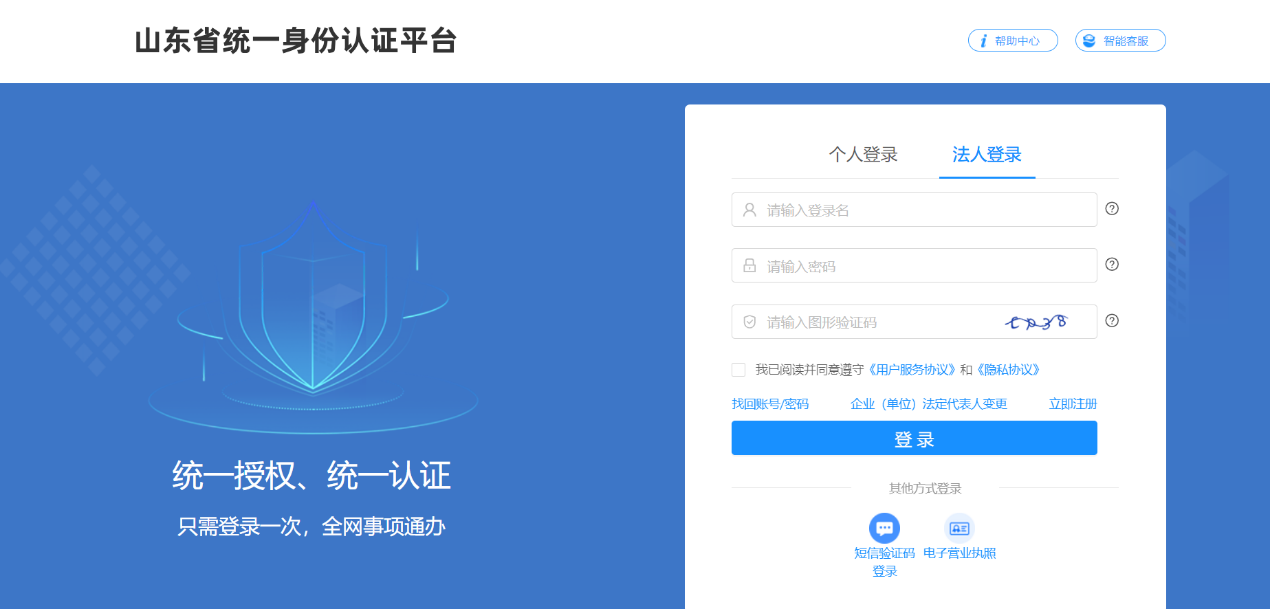 山东省统一身份认证平台
帮助中心
智能客服
个人登录
法人登录
请输入登录名
请输入密码
请输入图形验证码
我已阅读并同意遵守《用户服务协议》和《隐私协议》
找回账号/密码
企业（单位）法定代表人变更
立即注册
登录
其他方式登录
短信验证码
登录
电子营业执照
统一授权、统一认证
只需登录一次，全网事项通办